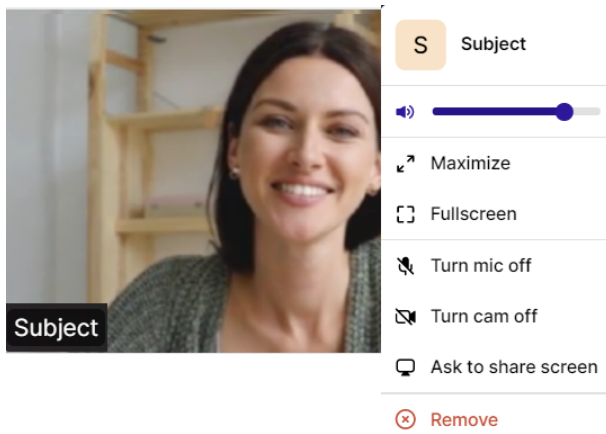 S
Subject
Maximize
Fullscreen
Turn mic off
Turn cam off
Subject
Ask to share screen
Remove